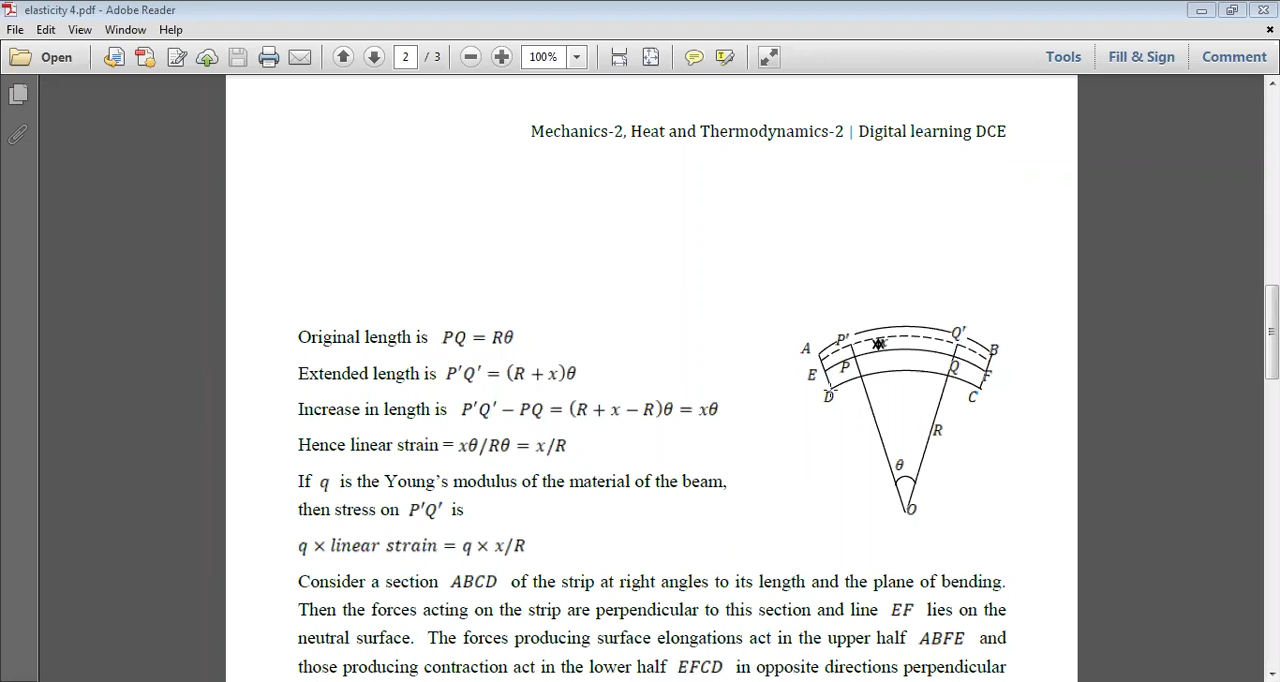 elasticity 4.pdf - Adobe Reader
File Edit View Window Help
Open 2 / 3 100% Tools Fill & Sign Comment
Mechanics-2, Heat and Thermodynamics-2 | Digital learning DCE
Original length is PQ = Rθ
Extended length is P′Q′ = (R + x)θ
Increase in length is P′Q′ − PQ = (R + x − R)θ = xθ
Hence linear strain = xθ/Rθ = x/R
If q is the Young's modulus of the material of the beam,
then stress on P′Q′ is
q × linear strain = q × x/R
A P′ x Q′ B
E P Q F
D C
R
θ
O
Consider a section ABCD of the strip at right angles to its length and the plane of bending.
Then the forces acting on the strip are perpendicular to this section and line EF lies on the
neutral surface. The forces producing surface elongations act in the upper half ABFE and
those producing contraction act in the lower half EFCD in opposite directions perpendicular